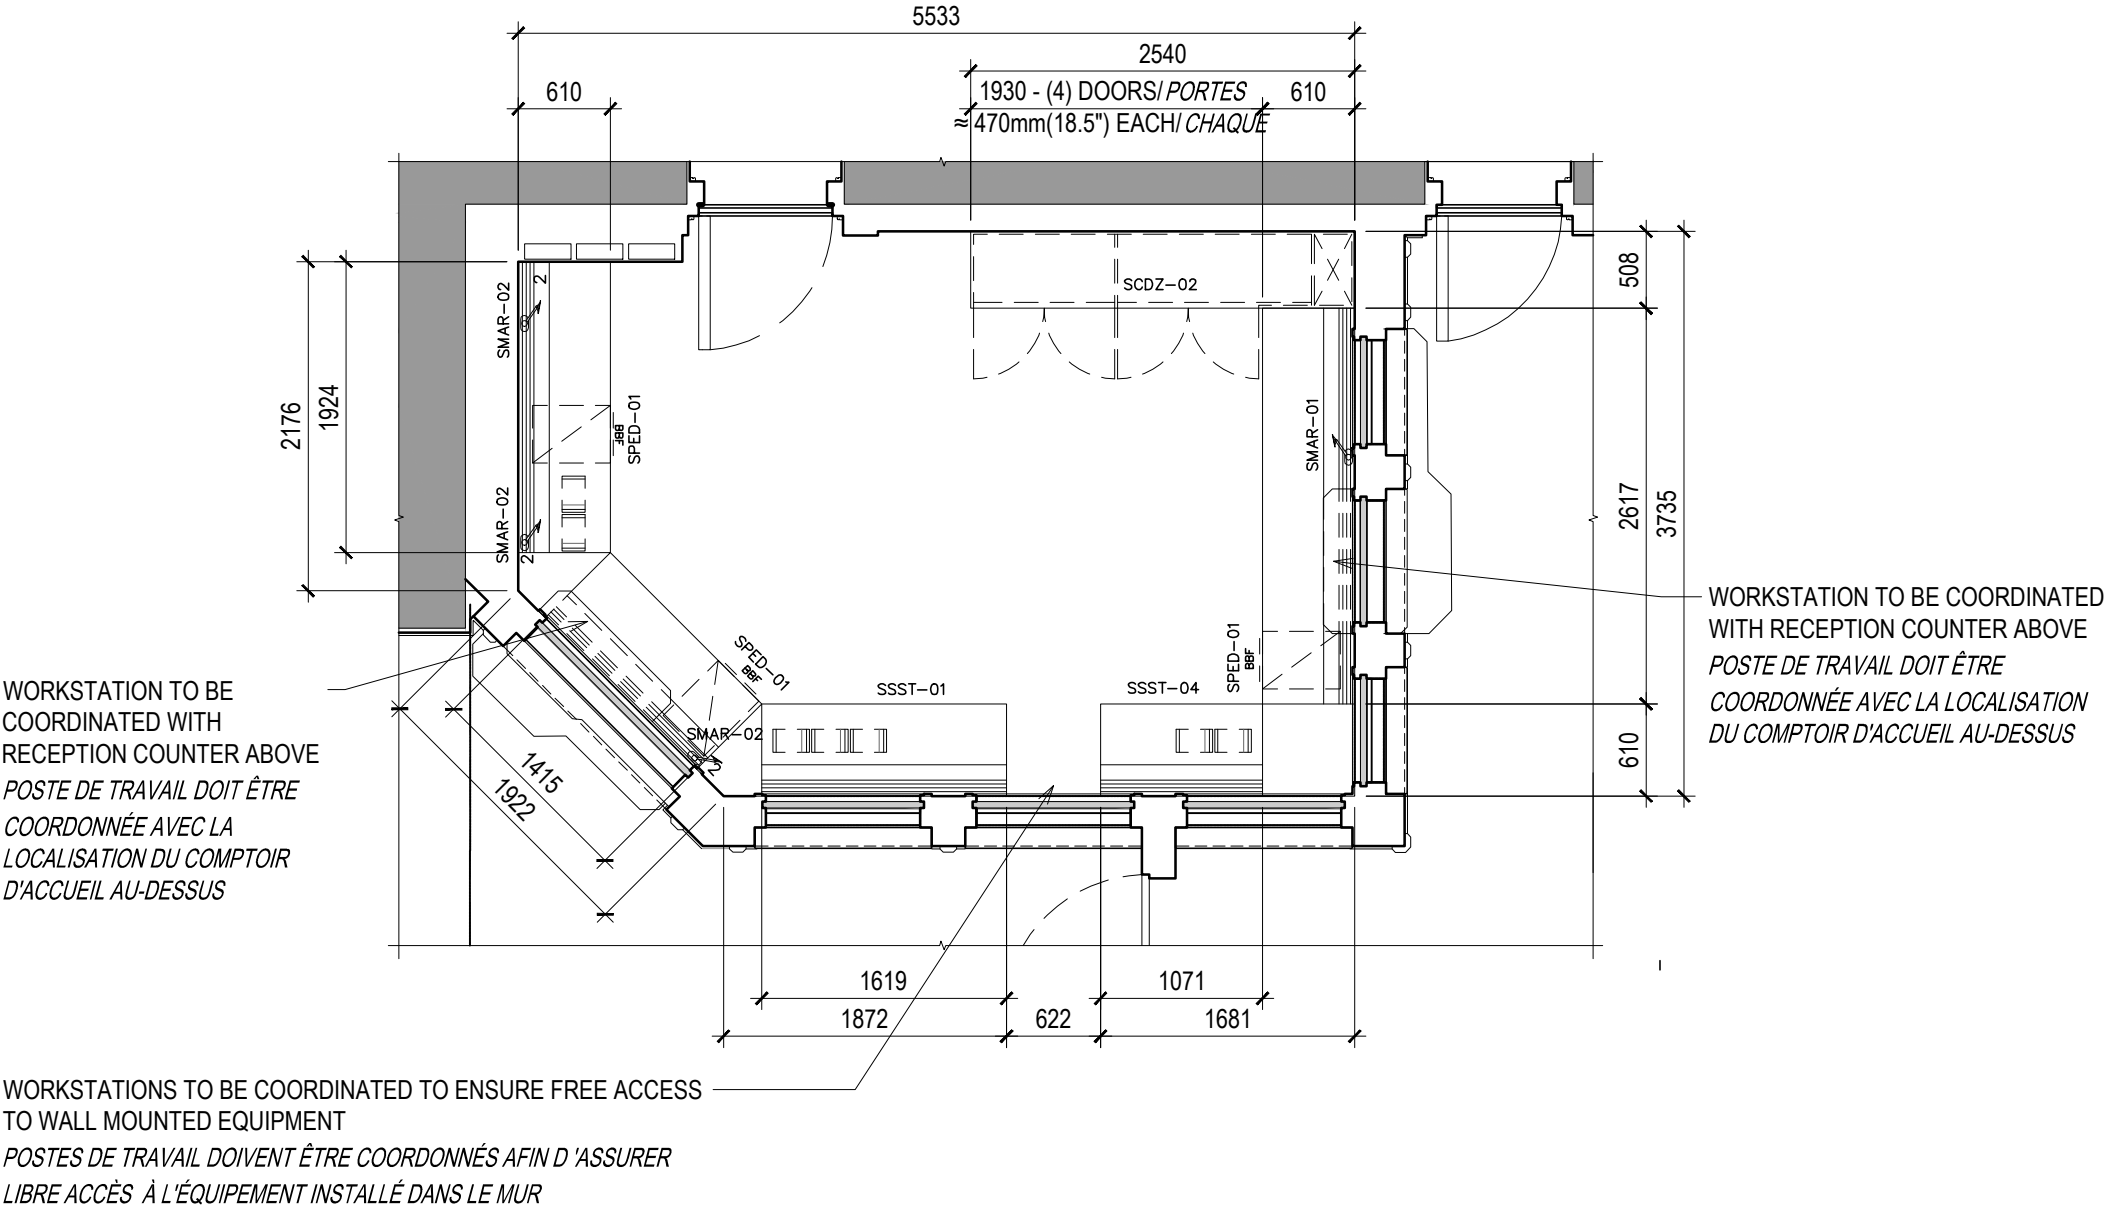 5533
2540
610
1930 - (4) DOORS/PORTES
610
≈ 470mm(18.5") EACH/CHAQUE
508
SCDZ-02
SMAR-02
2
2176
1924
SPED-01
BBF
SMAR-01
SMAR-02
2
2617
3735
WORKSTATION TO BE COORDINATED
WITH RECEPTION COUNTER ABOVE
POSTE DE TRAVAIL DOIT ÊTRE
COORDONNÉE AVEC LA LOCALISATION
DU COMPTOIR D'ACCUEIL AU-DESSUS
SPED-01
BBF
SPED-01
BBF
SSST-01
SSST-04
SMAR-02
2
610
WORKSTATION TO BE
COORDINATED WITH
RECEPTION COUNTER ABOVE
POSTE DE TRAVAIL DOIT ÊTRE
COORDONNÉE AVEC LA
LOCALISATION DU COMPTOIR
D'ACCUEIL AU-DESSUS
1415
1922
1619
1071
1872
622
1681
WORKSTATIONS TO BE COORDINATED TO ENSURE FREE ACCESS
TO WALL MOUNTED EQUIPMENT
POSTES DE TRAVAIL DOIVENT ÊTRE COORDONNÉS AFIN D 'ASSURER
LIBRE ACCÈS À L'ÉQUIPEMENT INSTALLÉ DANS LE MUR